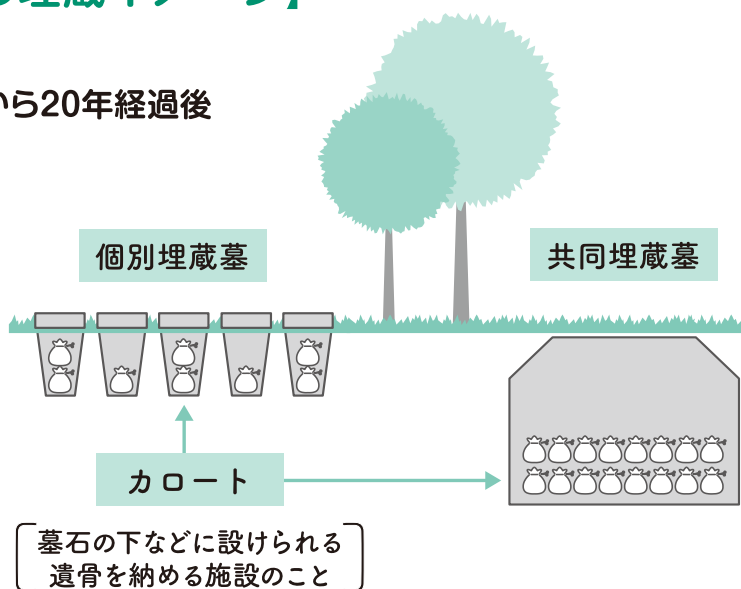 から20年経過後
個別埋蔵墓
共同埋蔵墓
カロート
墓石の下などに設けられる
遺骨を納める施設のこと